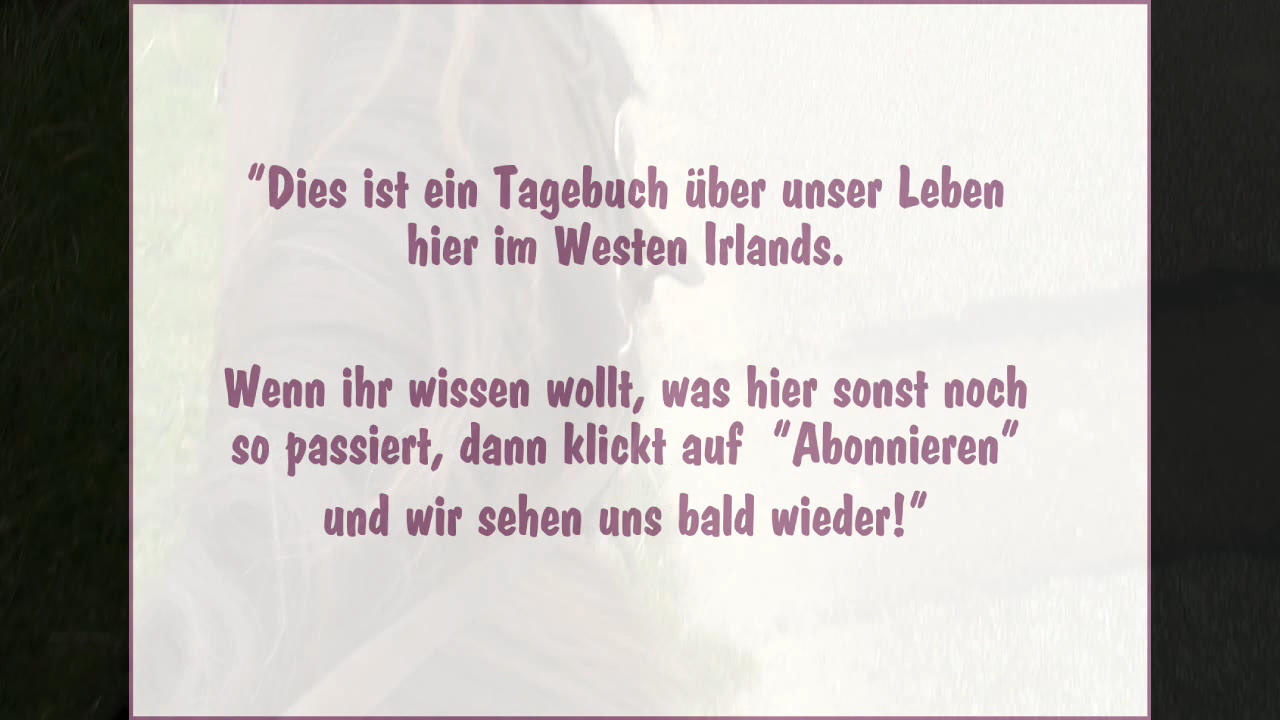 “Dies ist ein Tagebuch über unser Leben
hier im Westen Irlands.
Wenn ihr wissen wollt, was hier sonst noch
so passiert, dann klickt auf “Abonnieren“
und wir sehen uns bald wieder!“